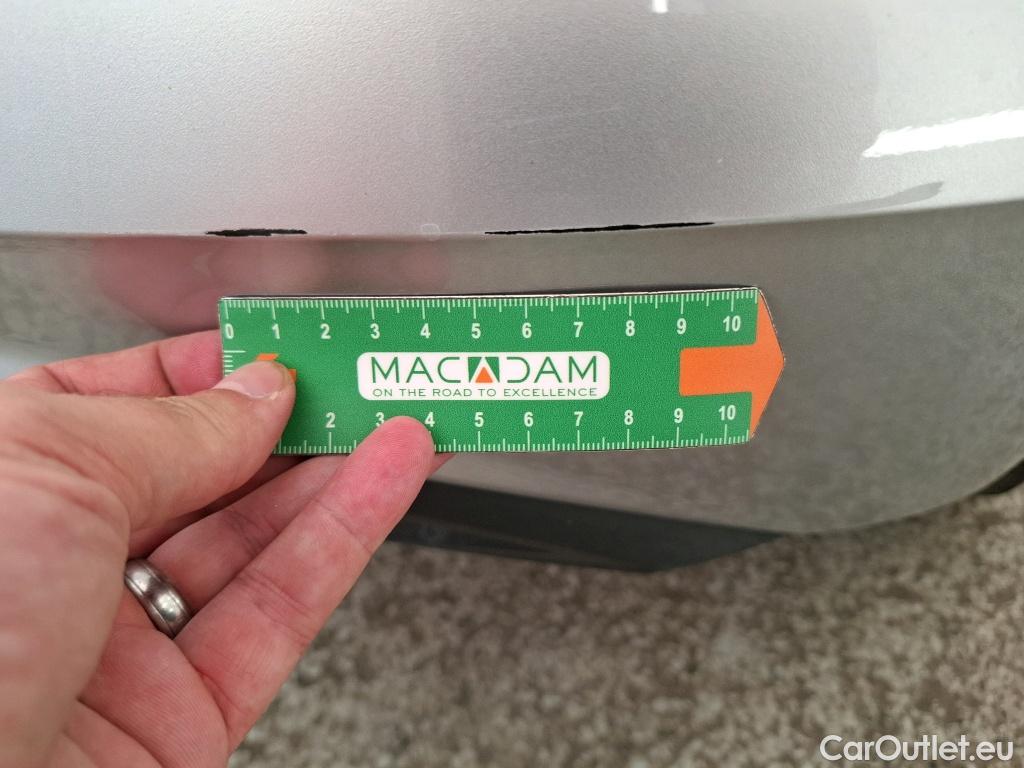 0 1 2 3 4 5 6 7 8 9 10
MACADAM
ON THE ROAD TO EXCELLENCE
2 3 4 5 6 7 8 9 10
CarOutlet.eu